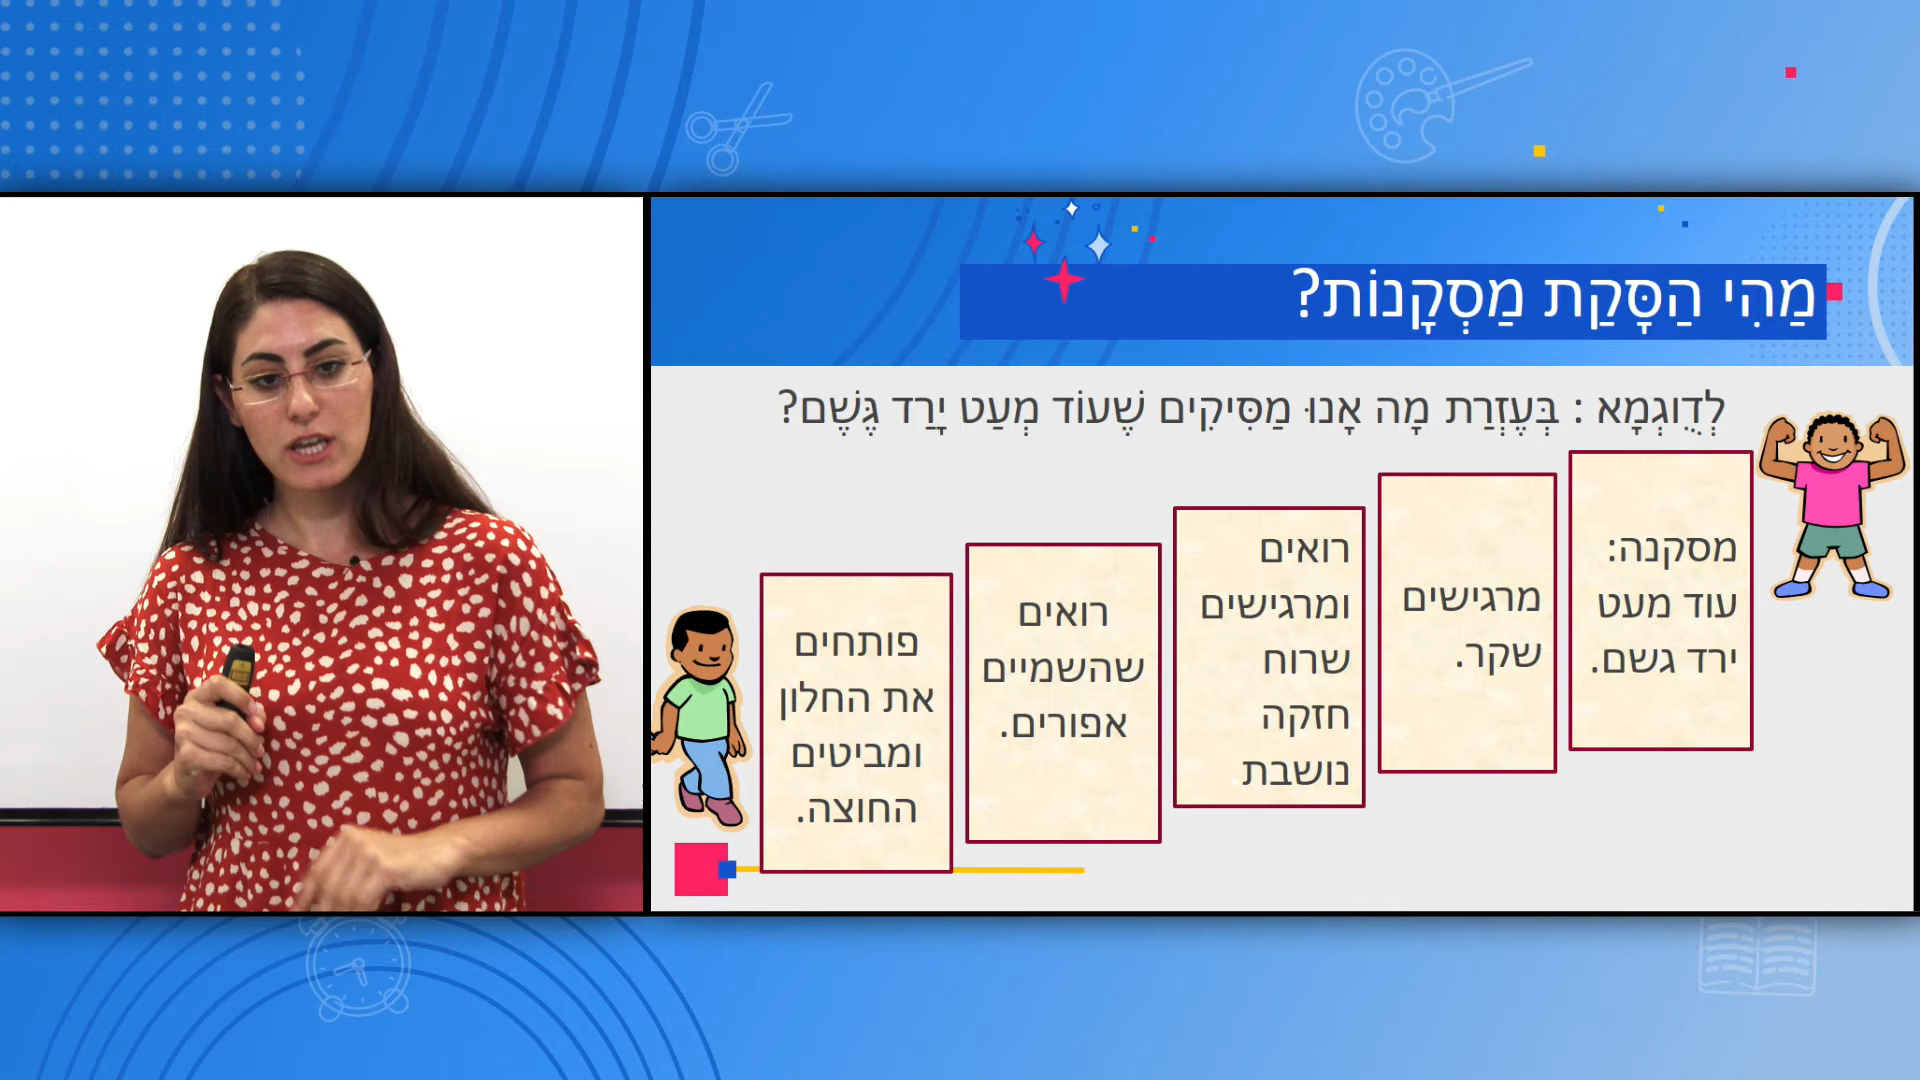 מַהִי הַסָּקַת מַסְקָנוֹת?
לְדֻוגְמָא : בְּעֶזְרַת מָה אָנוּ מַסִּיקִים שֶׁעוֹד מְעַט יָרַד גֶּשֶׁם?
פותחים
את החלון
ומביטים
החוצה.
רואים
שהשמיים
אפורים.
רואים
ומרגישים
שרוח
חזקה
נושבת
מרגישים
שקר.
מסקנה:
עוד מעט
ירד גשם.